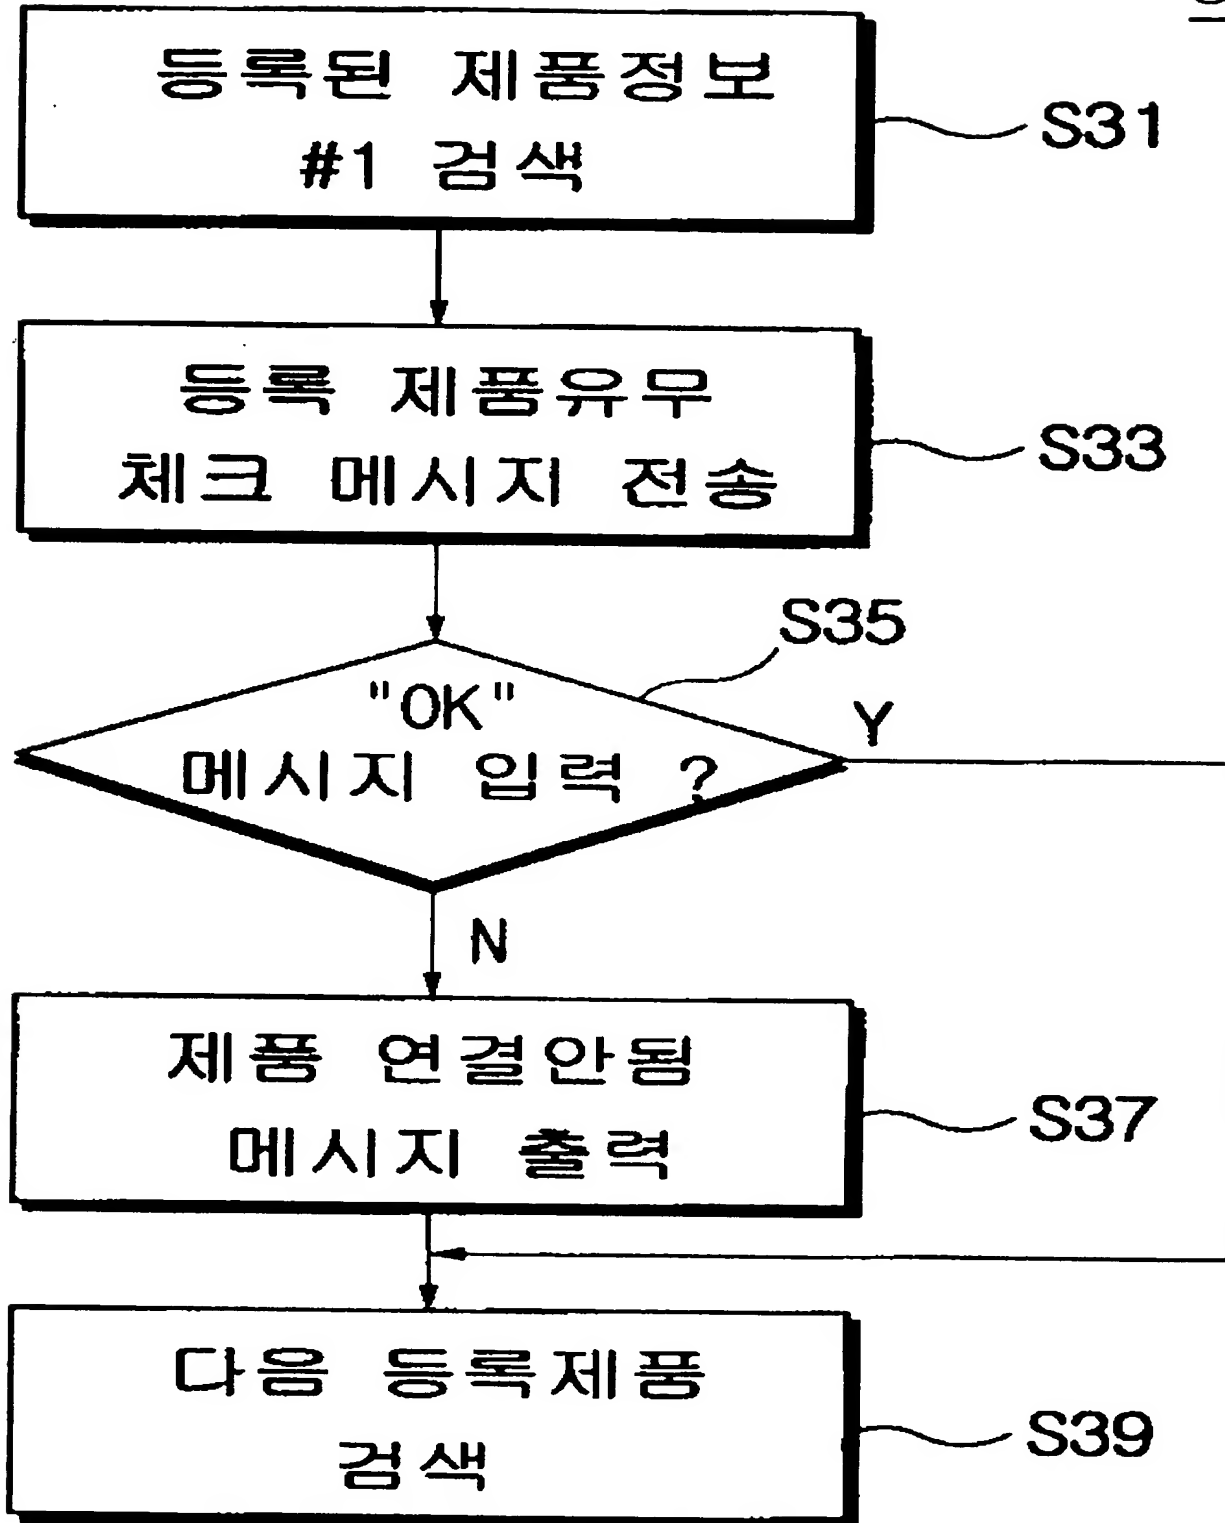 등록된 제품정보
#1 검색
S31
등록 제품유무
체크 메시지 전송
S33
S35
"OK"
메시지 입력 ?
Y
N
제품 연결안됨
메시지 출력
S37
다음 등록제품
검색
S39